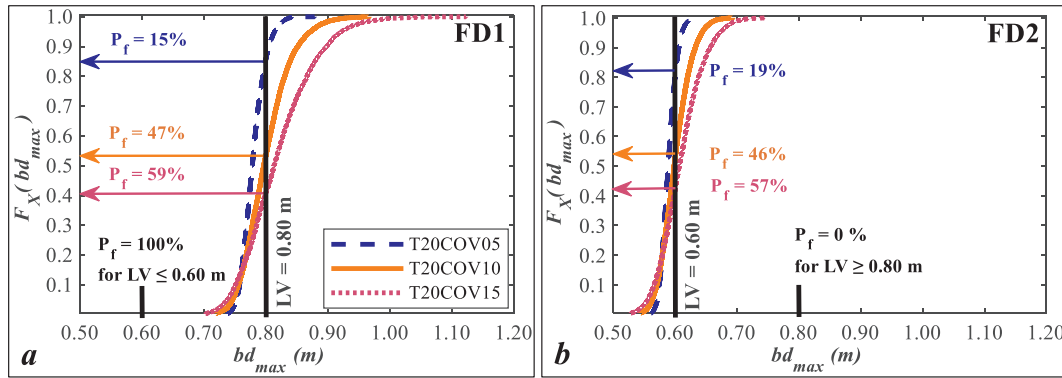 FD1
F_X(bd_max)
1.0
0.9
0.8
0.7
0.6
0.5
0.4
0.3
0.2
0.1
P_f = 15%
P_f = 47%
P_f = 59%
P_f = 100%
for LV ≤ 0.60 m
LV = 0.80 m
T20COV05
T20COV10
T20COV15
0.50 0.60 0.70 0.80 0.90 1.00 1.10 1.20
a
bd_max (m)
FD2
F_X(bd_max)
1.0
0.9
0.8
0.7
0.6
0.5
0.4
0.3
0.2
0.1
P_f = 19%
P_f = 46%
P_f = 57%
LV = 0.60 m
P_f = 0 %
for LV ≥ 0.80 m
0.50 0.60 0.70 0.80 0.90 1.00 1.10 1.20
b
bd_max (m)